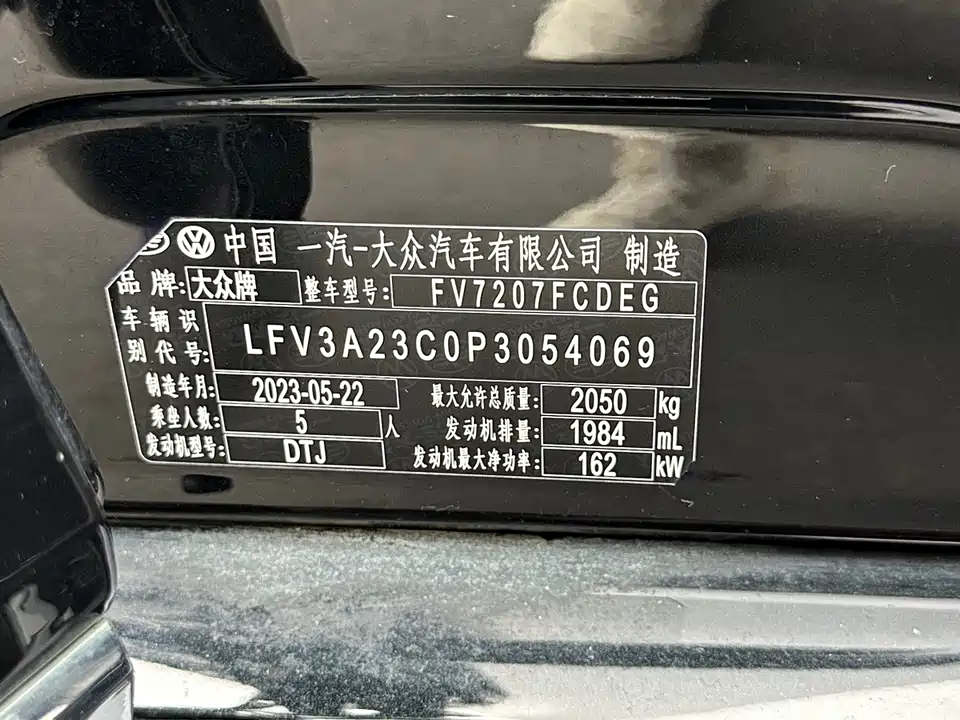 中国 一汽-大众汽车有限公司 制造
品牌: 大众牌 整车型号: FV7207FCDEG
车辆识别代号: LFV3A23C0P3054069
制造年月: 2023-05-22 最大允许总质量: 2050 kg
乘座人数: 5 人 发动机排量: 1984 mL
发动机型号: DTJ 发动机最大净功率: 162 kW